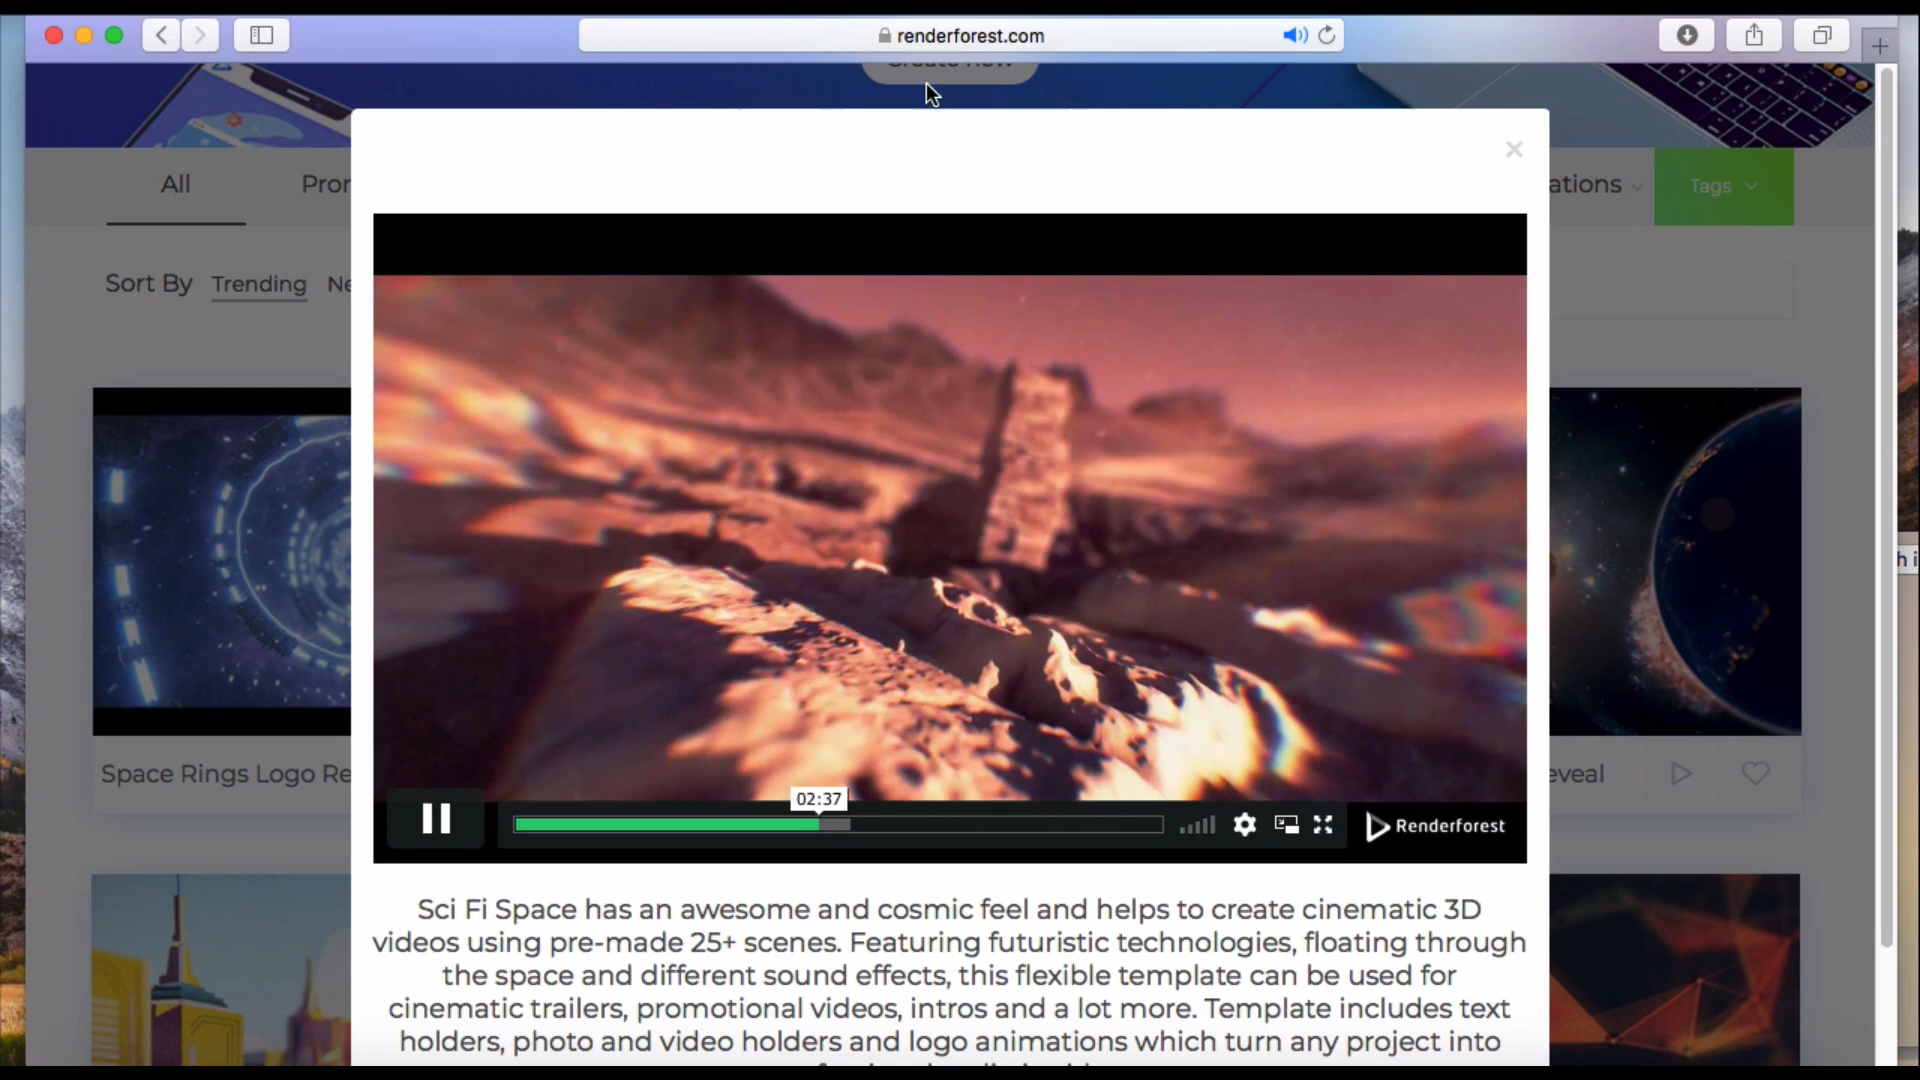 renderforest.com
Create now
All
Pror
ations
Tags
Sort By Trending Ne
Space Rings Logo Re
eveal
h i
02:37
Renderforest
Sci Fi Space has an awesome and cosmic feel and helps to create cinematic 3D
videos using pre-made 25+ scenes. Featuring futuristic technologies, floating through
the space and different sound effects, this flexible template can be used for
cinematic trailers, promotional videos, intros and a lot more. Template includes text
holders, photo and video holders and logo animations which turn any project into